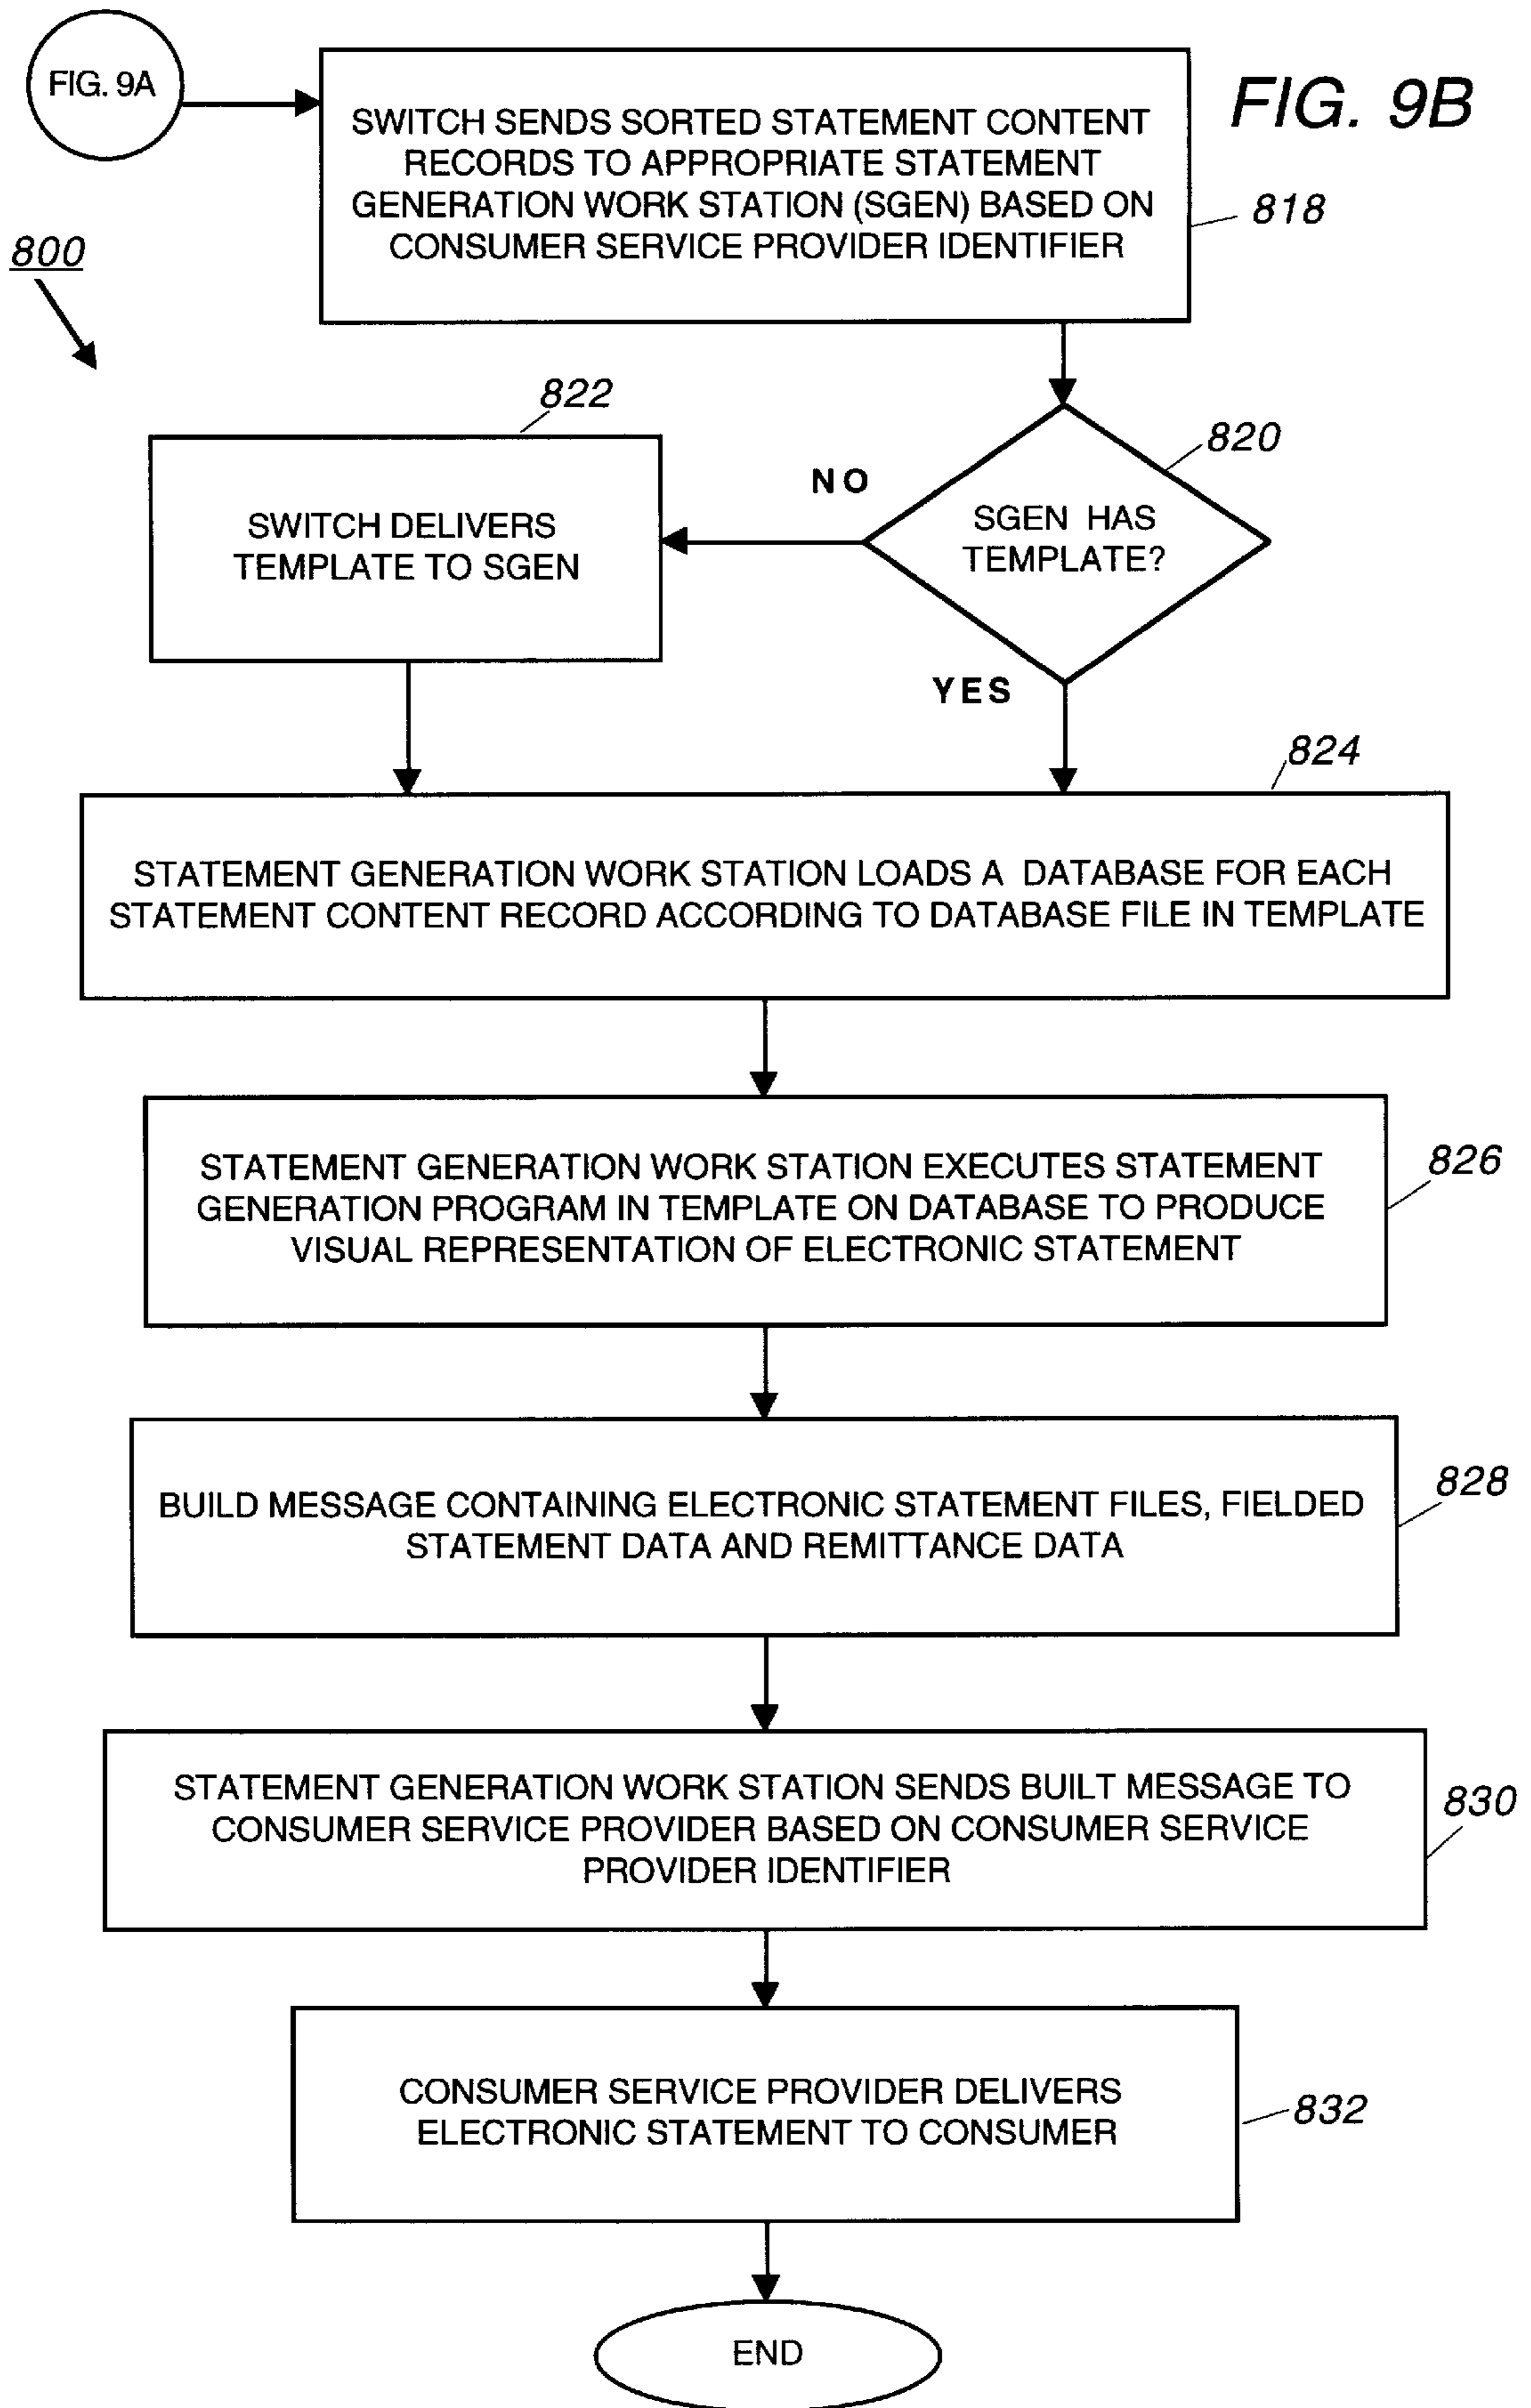 FIG. 9A
FIG. 9B
SWITCH SENDS SORTED STATEMENT CONTENT
RECORDS TO APPROPRIATE STATEMENT
GENERATION WORK STATION (SGEN) BASED ON
CONSUMER SERVICE PROVIDER IDENTIFIER
818
800
822
820
NO
SWITCH DELIVERS
TEMPLATE TO SGEN
SGEN HAS
TEMPLATE?
YES
824
STATEMENT GENERATION WORK STATION LOADS A DATABASE FOR EACH
STATEMENT CONTENT RECORD ACCORDING TO DATABASE FILE IN TEMPLATE
STATEMENT GENERATION WORK STATION EXECUTES STATEMENT
GENERATION PROGRAM IN TEMPLATE ON DATABASE TO PRODUCE
VISUAL REPRESENTATION OF ELECTRONIC STATEMENT
826
BUILD MESSAGE CONTAINING ELECTRONIC STATEMENT FILES, FIELDED
STATEMENT DATA AND REMITTANCE DATA
828
STATEMENT GENERATION WORK STATION SENDS BUILT MESSAGE TO
CONSUMER SERVICE PROVIDER BASED ON CONSUMER SERVICE
PROVIDER IDENTIFIER
830
CONSUMER SERVICE PROVIDER DELIVERS
ELECTRONIC STATEMENT TO CONSUMER
832
END